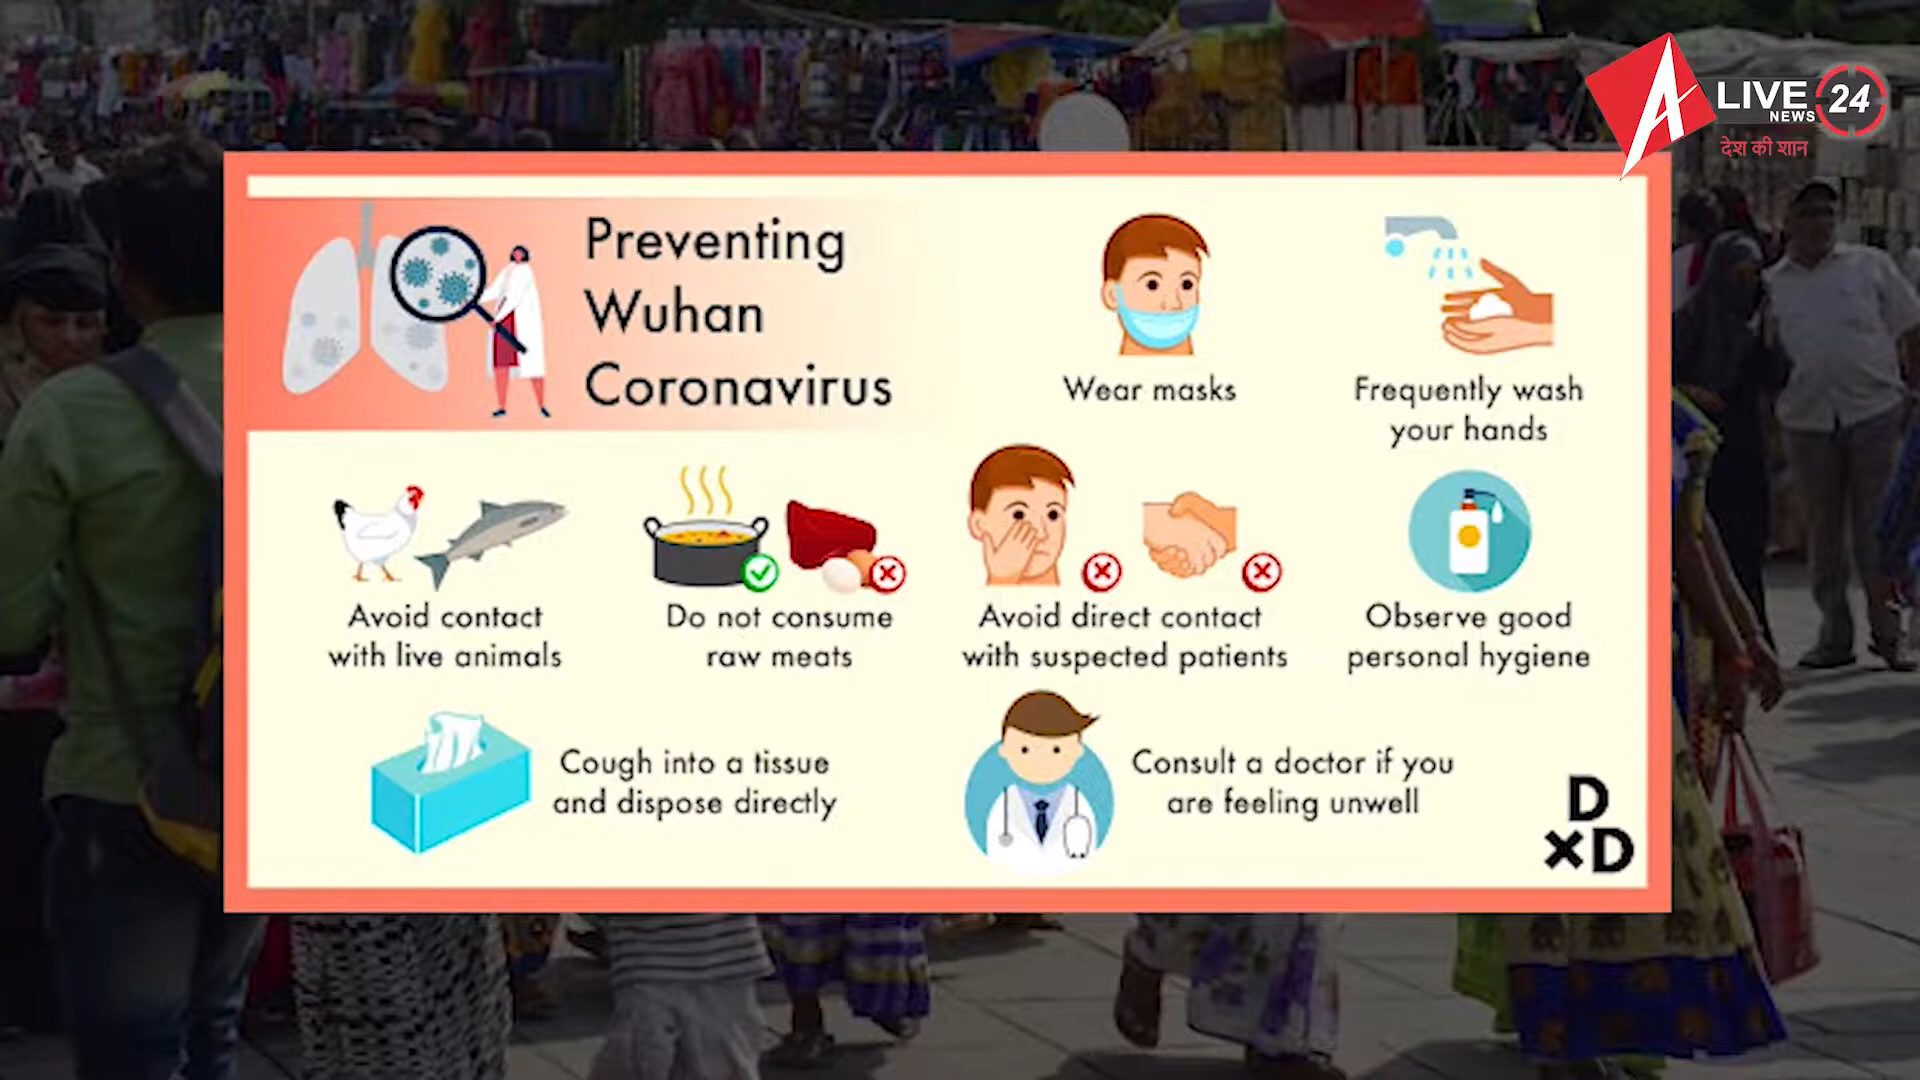 A LIVE
NEWS
24
देश की शान
Preventing
Wuhan
Coronavirus
Wear masks
Frequently wash
your hands
Avoid contact
with live animals
Do not consume
raw meats
Avoid direct contact
with suspected patients
Observe good
personal hygiene
Cough into a tissue
and dispose directly
Consult a doctor if you
are feeling unwell
D
×D